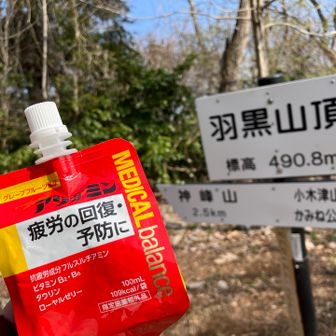 グレープフルーツ
アリナミン
MEDICAL balance
疲労の回復・
予防に
抗疲労成分フルスルチアミン
ビタミンB₂・B₆
タウリン
ローヤルゼリー
100mL
109kcal/袋
指定医薬部外品
羽黒山頂
標高 490.8m
神峰山
2.5km
小木津山
かみね公